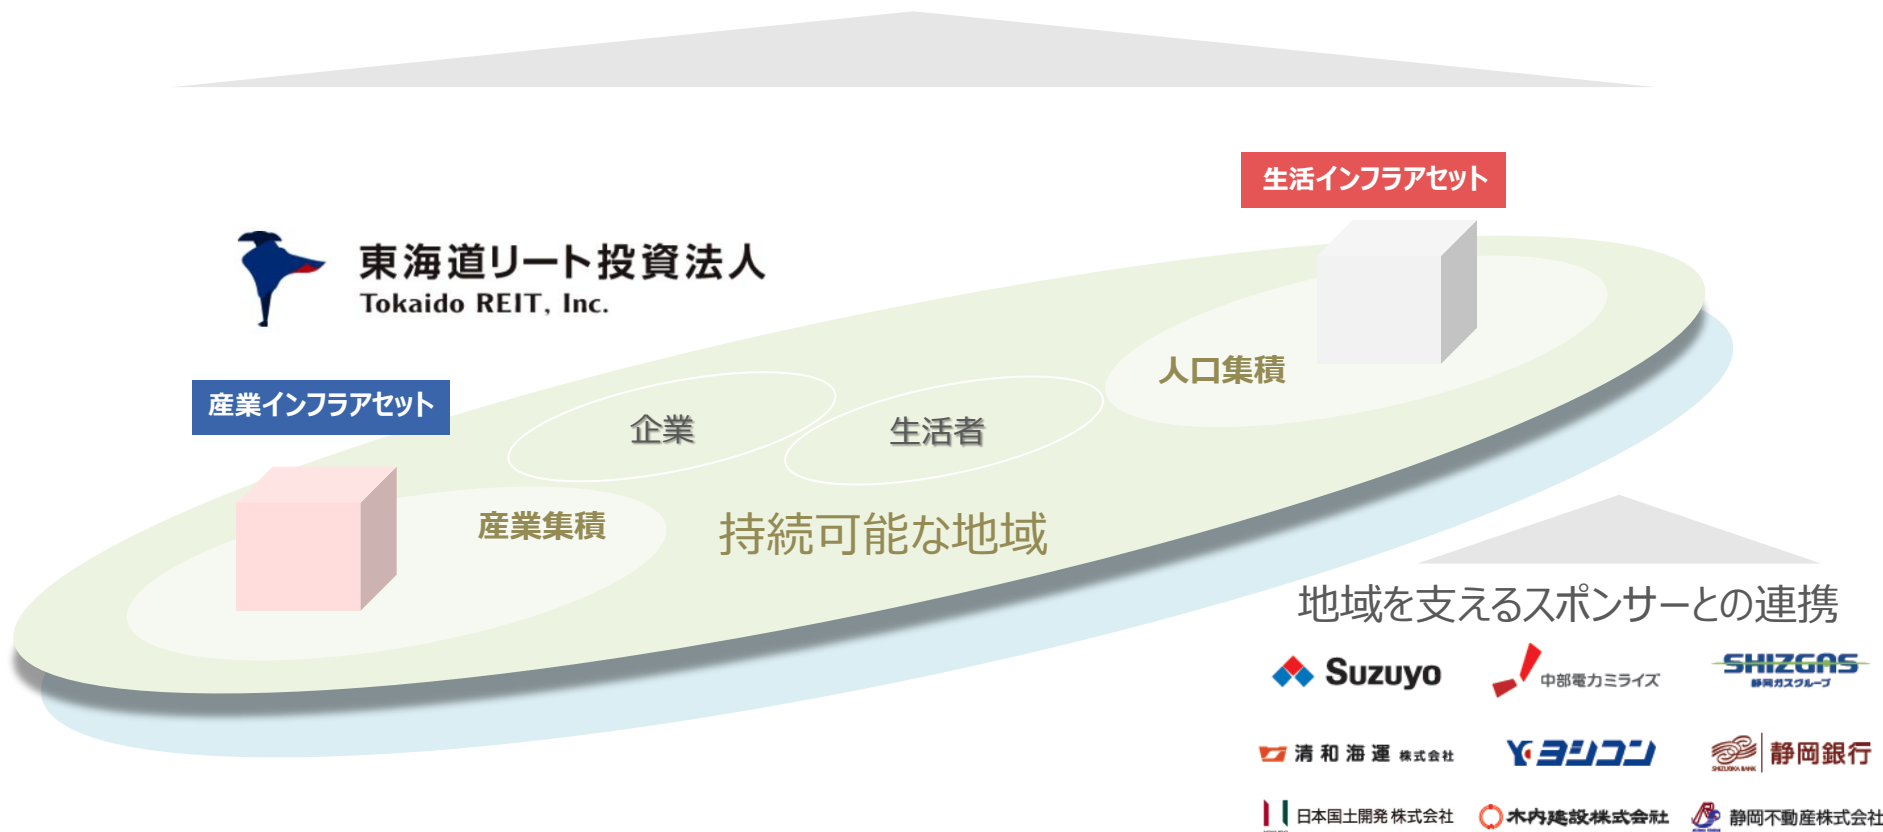 生活インフラアセット
東海道リート投資法人
Tokaido REIT, Inc.
人口集積
産業インフラアセット
企業
生活者
産業集積
持続可能な地域
地域を支えるスポンサーとの連携
Suzuyo
中部電力ミライズ
SHIZGAS
静岡ガスグループ
清和海運 株式会社
ヨシコン
SHIZUOKA BANK
静岡銀行
日本国土開発 株式会社
木内建設株式会社
静岡不動産株式会社